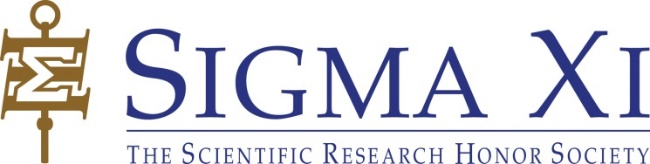 Σ
SIGMA XI
THE SCIENTIFIC RESEARCH HONOR SOCIETY